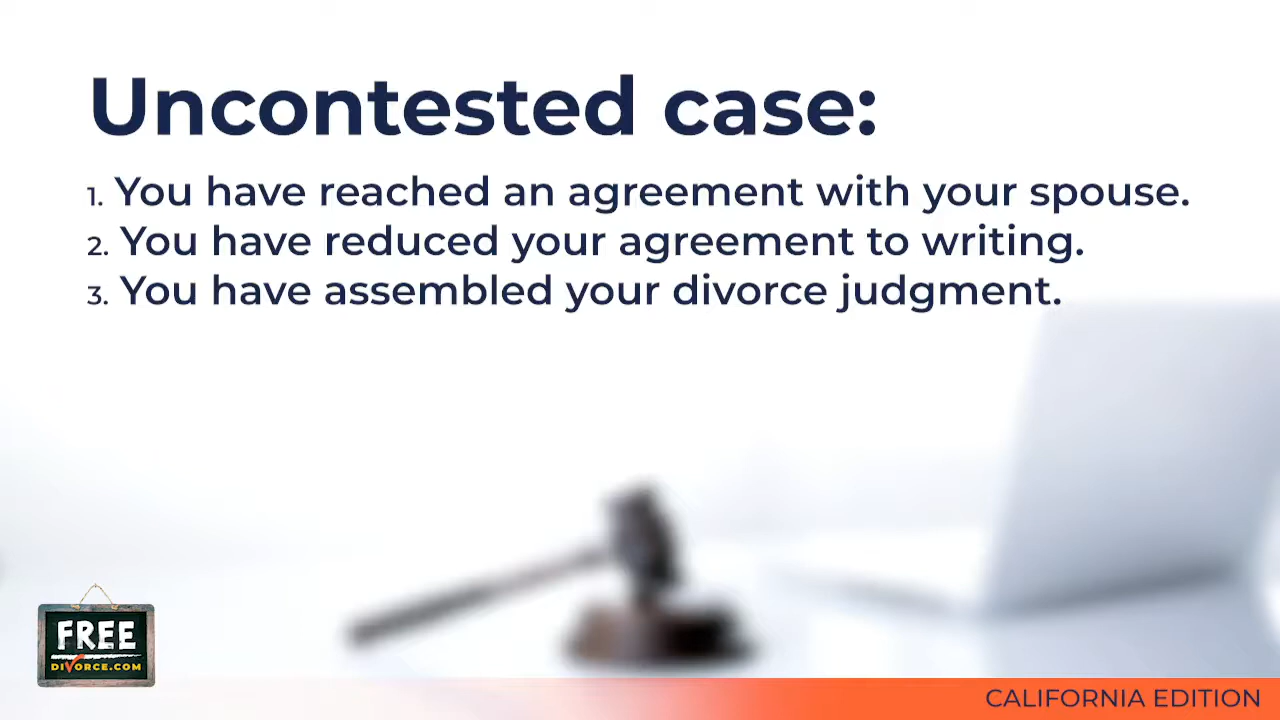 Uncontested case:
1. You have reached an agreement with your spouse.
2. You have reduced your agreement to writing.
3. You have assembled your divorce judgment.
FREE
DIVORCE.COM
CALIFORNIA EDITION